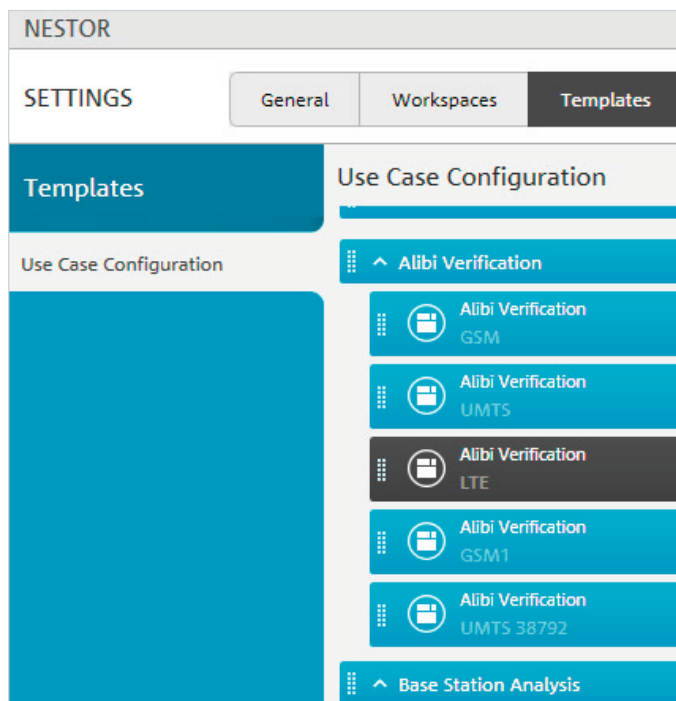 NESTOR
SETTINGS
General
Workspaces
Templates
Templates
Use Case Configuration
Use Case Configuration
Alibi Verification
Alibi Verification
GSM
Alibi Verification
UMTS
Alibi Verification
LTE
Alibi Verification
GSM1
Alibi Verification
UMTS 38792
Base Station Analysis